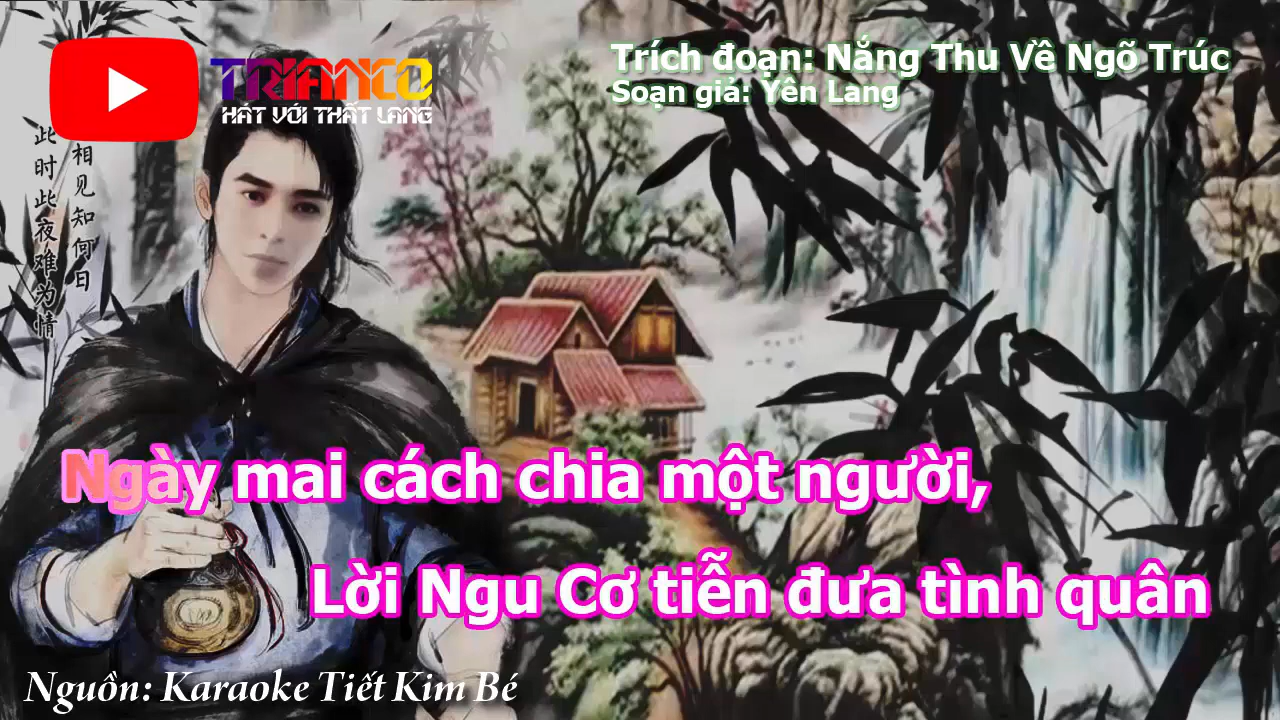 TRIANCO
HÁT VỚI THẤT LANG
Trích đoạn: Nắng Thu Về Ngõ Trúc
Soạn giả: Yên Lang
相见知何日
此时此夜难为情
Ngày mai cách chia một người,
Lời Ngu Cơ tiễn đưa tình quân
Nguồn: Karaoke Tiết Kim Bé